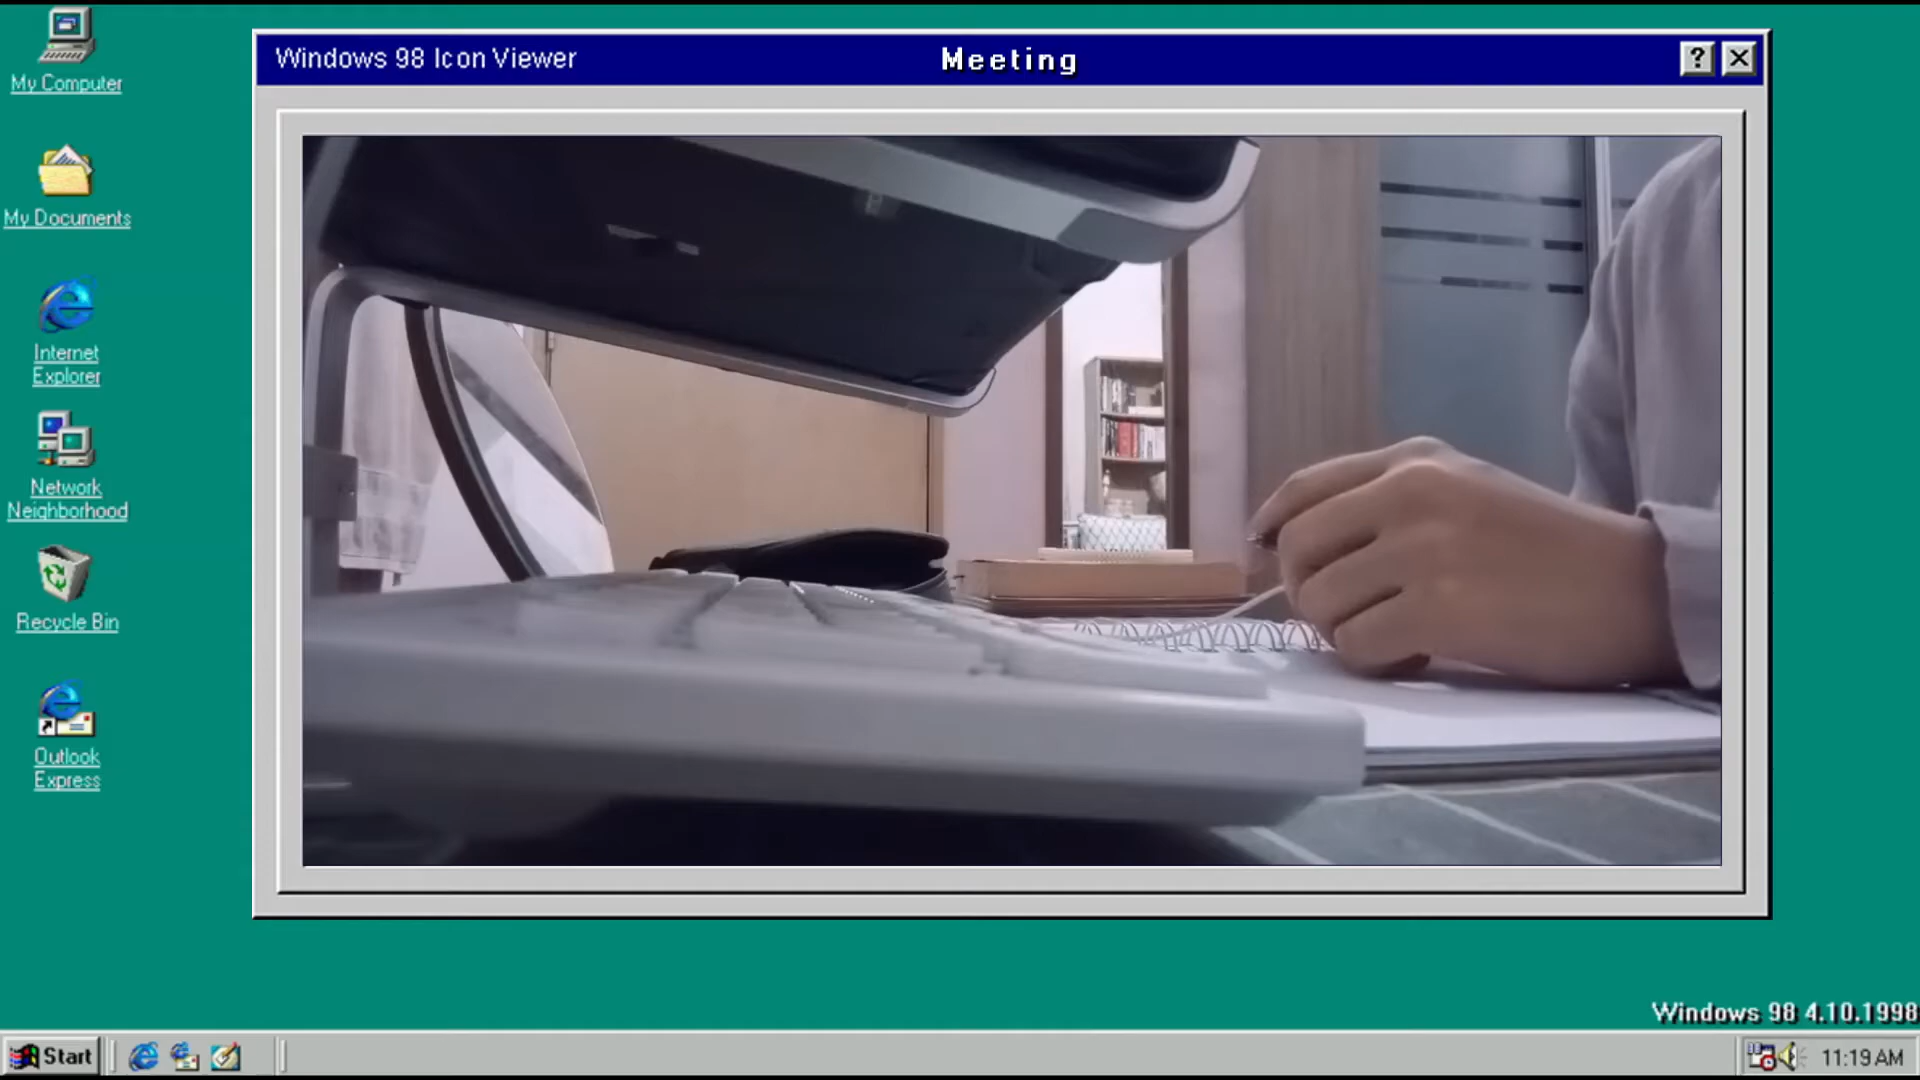 My Computer
My Documents
Internet
Explorer
Network
Neighborhood
Recycle Bin
Outlook
Express
Windows 98 Icon Viewer
Meeting
?
Windows 98 4.10.1998
Start
11:19 AM